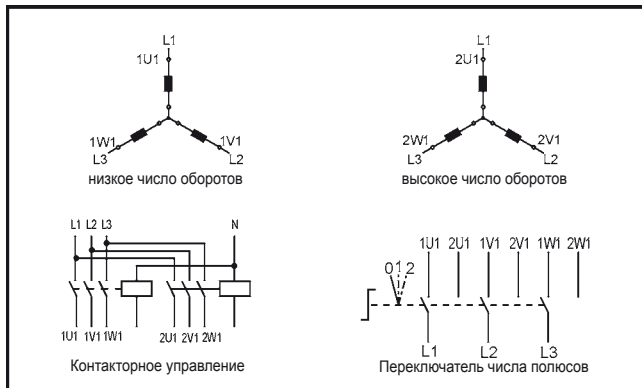 L1
1U1
1W1
1V1
L3
L2
низкое число оборотов
L1
2U1
2W1
2V1
L3
L2
высокое число оборотов
L1 L2 L3 N
1U1 1V1 1W1 2U1 2V1 2W1
Контакторное управление
1U1 2U1 1V1 2V1 1W1 2W1
0 1 2
L1 L2 L3
Переключатель числа полюсов